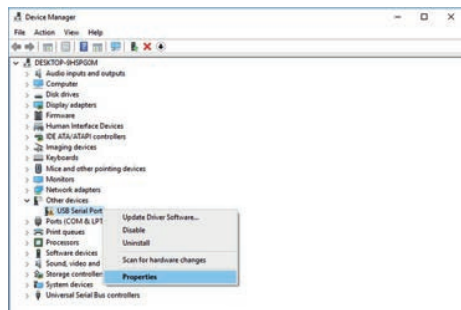 Device Manager
File Action View Help
DESKTOP-9HSPG0M
Audio inputs and outputs
Computer
Disk drives
Display adapters
Firmware
Human Interface Devices
IDE ATA/ATAPI controllers
Imaging devices
Keyboards
Mice and other pointing devices
Monitors
Network adapters
Other devices
USB Serial Port
Ports (COM & LPT
Print queues
Processors
Software devices
Sound, video and
Storage controller
System devices
Universal Serial Bus controllers
Update Driver Software...
Disable
Uninstall
Scan for hardware changes
Properties